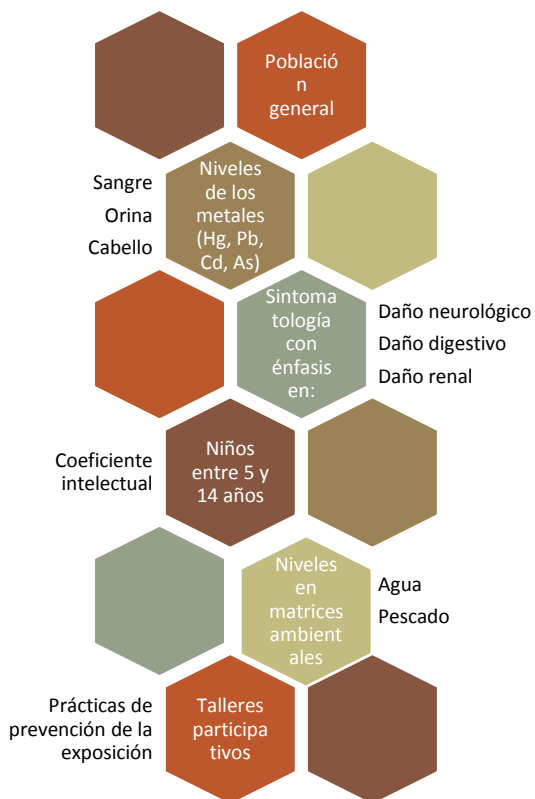 Població
n
general
Sangre
Orina
Cabello
Niveles
de los
metales
(Hg, Pb,
Cd, As)
Sintoma
tología
con
énfasis
en:
Daño neurológico
Daño digestivo
Daño renal
Coeficiente
intelectual
Niños
entre 5 y
14 años
Niveles
en
matrices
ambient
ales
Agua
Pescado
Prácticas de
prevención de la
exposición
Talleres
participa
tivos